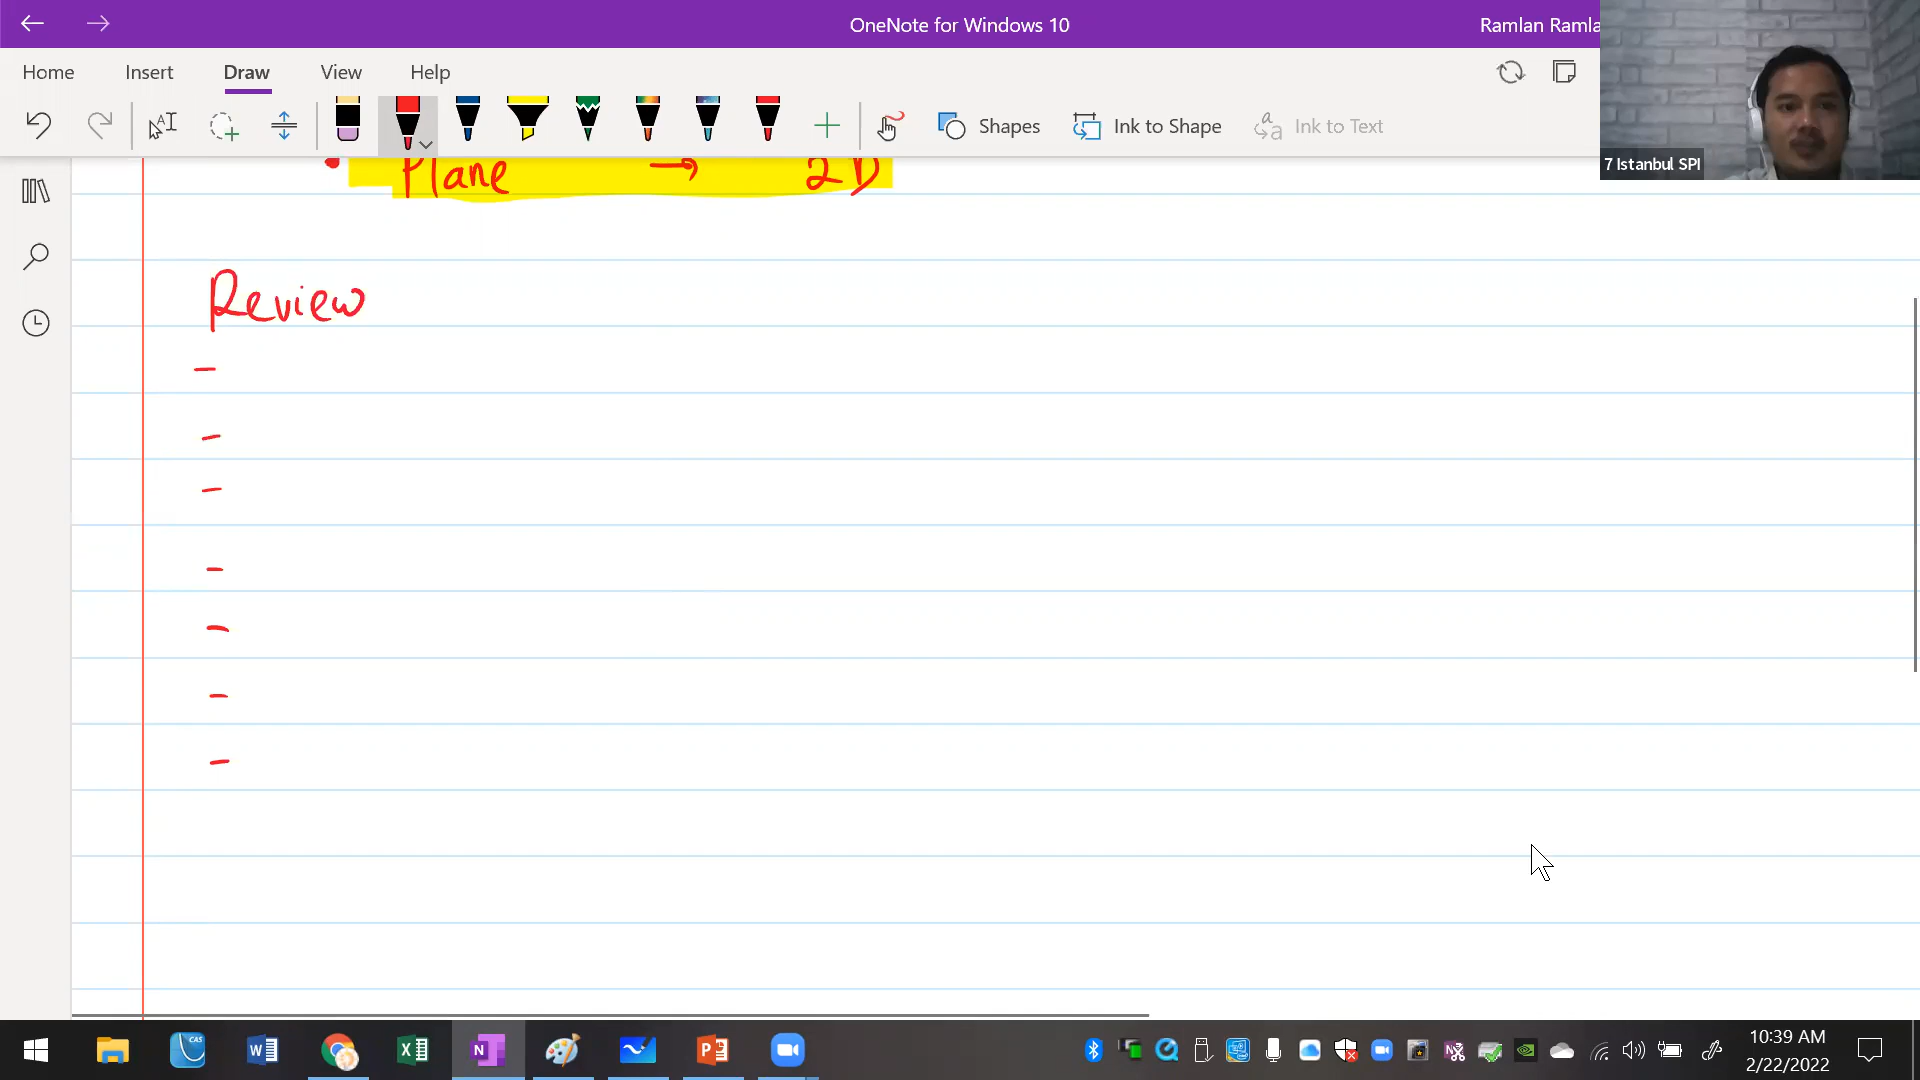 OneNote for Windows 10
Ramlan Ramla
Home Insert Draw View Help
Shapes Ink to Shape Ink to Text
7 Istanbul SPI
• Plane → 2D
Review
-
-
-
-
-
-
-
10:39 AM
2/22/2022